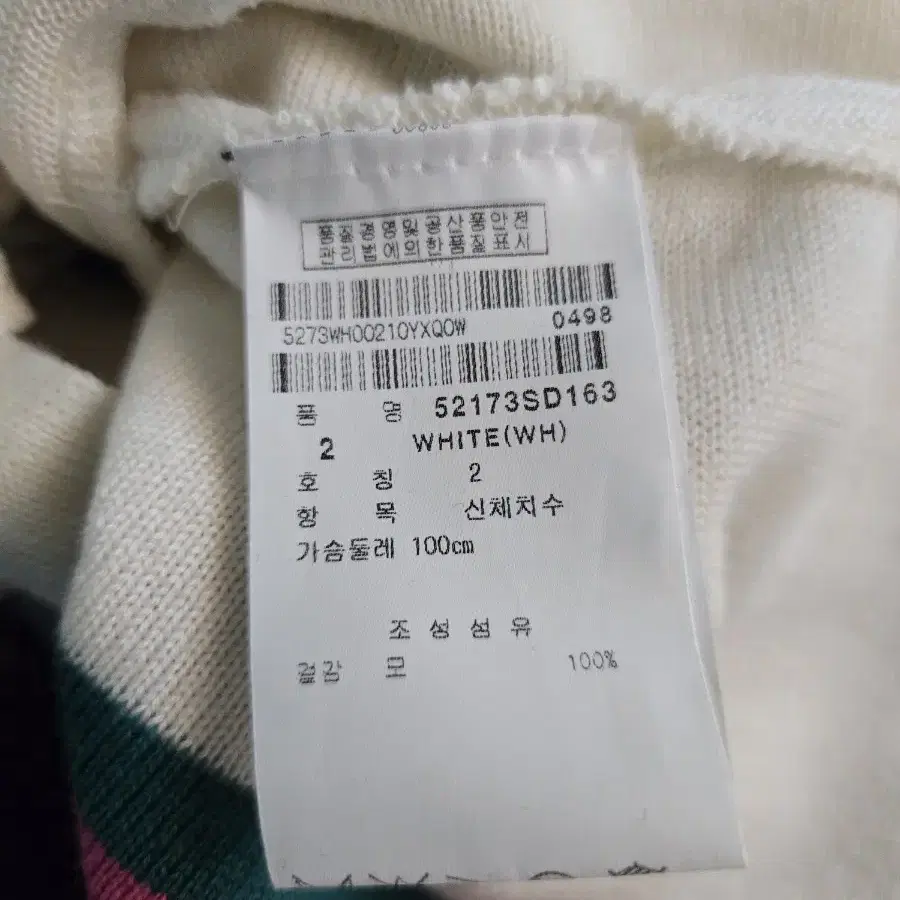 품질경영및공산품안전
관리법에의한품질표시
5273WH00210YXQOW 0498
품 명 52173SD163
2 WHITE(WH)
호 칭 2
항 목 신체치수
가슴둘레 100cm
조성섬유
겉감 모 100%